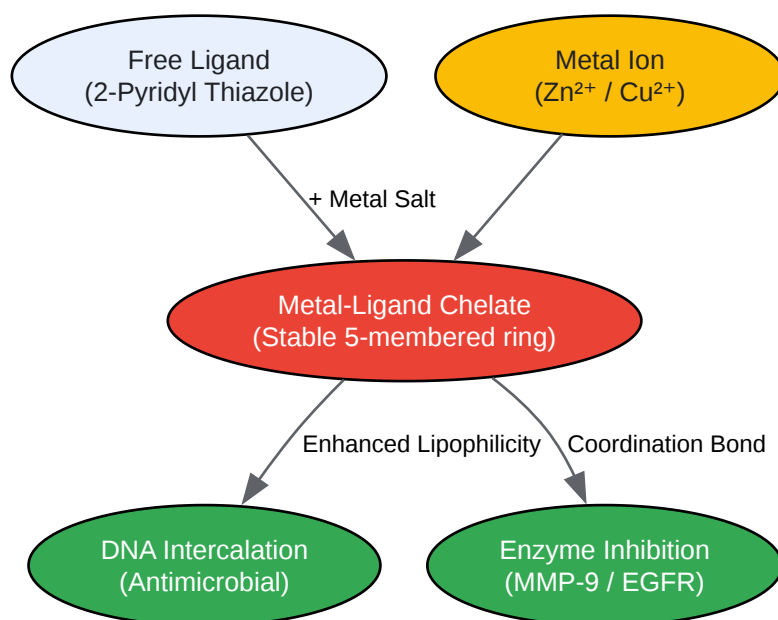 Free Ligand
(2-Pyridyl Thiazole)
Metal Ion
(Zn²⁺ / Cu²⁺)
+ Metal Salt
Metal-Ligand Chelate
(Stable 5-membered ring)
Enhanced Lipophilicity
Coordination Bond
DNA Intercalation
(Antimicrobial)
Enzyme Inhibition
(MMP-9 / EGFR)